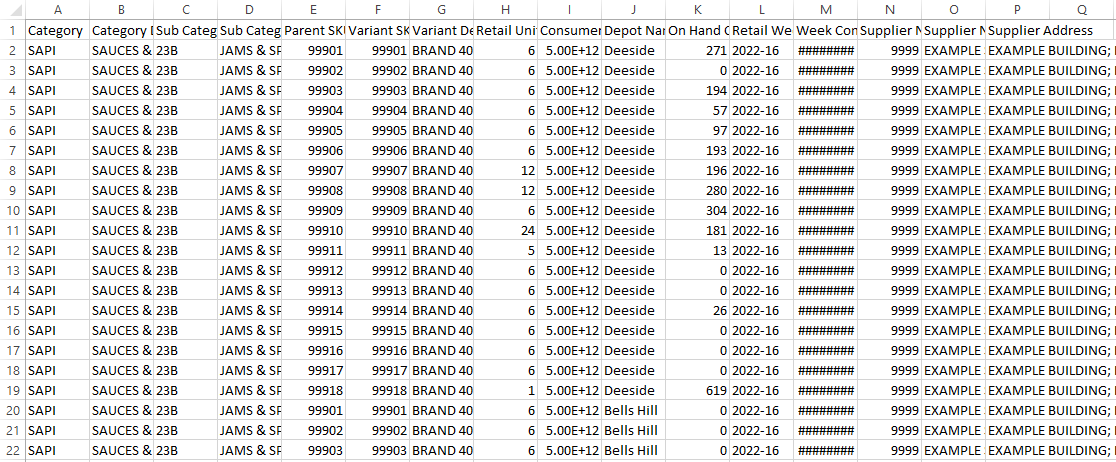 A B C D E F G H I J K L M N O P Q
1 Category Category I Sub Categ Sub Categ Parent SKU Variant SK Variant De Retail Uni Consumer Depot Nar On Hand C Retail We Week Con Supplier N Supplier N Supplier Address
2 SAPI SAUCES & 23B JAMS & SP 99901 99901 BRAND 40 6 5.00E+12 Deeside 271 2022-16 ######## 9999 EXAMPLE EXAMPLE BUILDING;
3 SAPI SAUCES & 23B JAMS & SP 99902 99902 BRAND 40 6 5.00E+12 Deeside 0 2022-16 ######## 9999 EXAMPLE EXAMPLE BUILDING;
4 SAPI SAUCES & 23B JAMS & SP 99903 99903 BRAND 40 6 5.00E+12 Deeside 194 2022-16 ######## 9999 EXAMPLE EXAMPLE BUILDING;
5 SAPI SAUCES & 23B JAMS & SP 99904 99904 BRAND 40 6 5.00E+12 Deeside 57 2022-16 ######## 9999 EXAMPLE EXAMPLE BUILDING;
6 SAPI SAUCES & 23B JAMS & SP 99905 99905 BRAND 40 6 5.00E+12 Deeside 97 2022-16 ######## 9999 EXAMPLE EXAMPLE BUILDING;
7 SAPI SAUCES & 23B JAMS & SP 99906 99906 BRAND 40 6 5.00E+12 Deeside 193 2022-16 ######## 9999 EXAMPLE EXAMPLE BUILDING;
8 SAPI SAUCES & 23B JAMS & SP 99907 99907 BRAND 40 12 5.00E+12 Deeside 196 2022-16 ######## 9999 EXAMPLE EXAMPLE BUILDING;
9 SAPI SAUCES & 23B JAMS & SP 99908 99908 BRAND 40 12 5.00E+12 Deeside 280 2022-16 ######## 9999 EXAMPLE EXAMPLE BUILDING;
10 SAPI SAUCES & 23B JAMS & SP 99909 99909 BRAND 40 6 5.00E+12 Deeside 304 2022-16 ######## 9999 EXAMPLE EXAMPLE BUILDING;
11 SAPI SAUCES & 23B JAMS & SP 99910 99910 BRAND 40 24 5.00E+12 Deeside 181 2022-16 ######## 9999 EXAMPLE EXAMPLE BUILDING;
12 SAPI SAUCES & 23B JAMS & SP 99911 99911 BRAND 40 5 5.00E+12 Deeside 13 2022-16 ######## 9999 EXAMPLE EXAMPLE BUILDING;
13 SAPI SAUCES & 23B JAMS & SP 99912 99912 BRAND 40 6 5.00E+12 Deeside 0 2022-16 ######## 9999 EXAMPLE EXAMPLE BUILDING;
14 SAPI SAUCES & 23B JAMS & SP 99913 99913 BRAND 40 6 5.00E+12 Deeside 0 2022-16 ######## 9999 EXAMPLE EXAMPLE BUILDING;
15 SAPI SAUCES & 23B JAMS & SP 99914 99914 BRAND 40 6 5.00E+12 Deeside 26 2022-16 ######## 9999 EXAMPLE EXAMPLE BUILDING;
16 SAPI SAUCES & 23B JAMS & SP 99915 99915 BRAND 40 6 5.00E+12 Deeside 0 2022-16 ######## 9999 EXAMPLE EXAMPLE BUILDING;
17 SAPI SAUCES & 23B JAMS & SP 99916 99916 BRAND 40 6 5.00E+12 Deeside 0 2022-16 ######## 9999 EXAMPLE EXAMPLE BUILDING;
18 SAPI SAUCES & 23B JAMS & SP 99917 99917 BRAND 40 6 5.00E+12 Deeside 0 2022-16 ######## 9999 EXAMPLE EXAMPLE BUILDING;
19 SAPI SAUCES & 23B JAMS & SP 99918 99918 BRAND 40 1 5.00E+12 Deeside 619 2022-16 ######## 9999 EXAMPLE EXAMPLE BUILDING;
20 SAPI SAUCES & 23B JAMS & SP 99901 99901 BRAND 40 6 5.00E+12 Bells Hill 0 2022-16 ######## 9999 EXAMPLE EXAMPLE BUILDING;
21 SAPI SAUCES & 23B JAMS & SP 99902 99902 BRAND 40 6 5.00E+12 Bells Hill 0 2022-16 ######## 9999 EXAMPLE EXAMPLE BUILDING;
22 SAPI SAUCES & 23B JAMS & SP 99903 99903 BRAND 40 6 5.00E+12 Bells Hill 0 2022-16 ######## 9999 EXAMPLE EXAMPLE BUILDING;